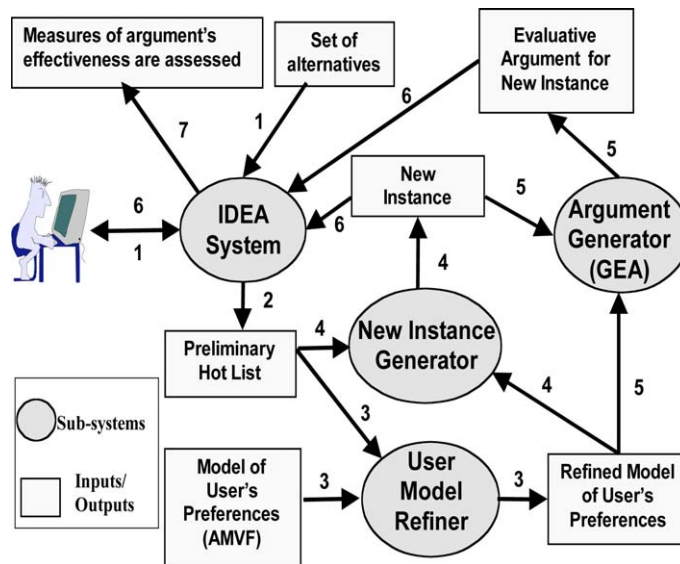 Measures of argument's
effectiveness are assessed
Set of
alternatives
Evaluative
Argument for
New Instance
7
1
6
5
6
1
IDEA
System
6
New
Instance
5
Argument
Generator
(GEA)
2
4
Preliminary
Hot List
4
New Instance
Generator
3
4
5
Sub-systems
Inputs/
Outputs
Model of
User's
Preferences
(AMVF)
3
User
Model
Refiner
3
Refined Model
of User's
Preferences